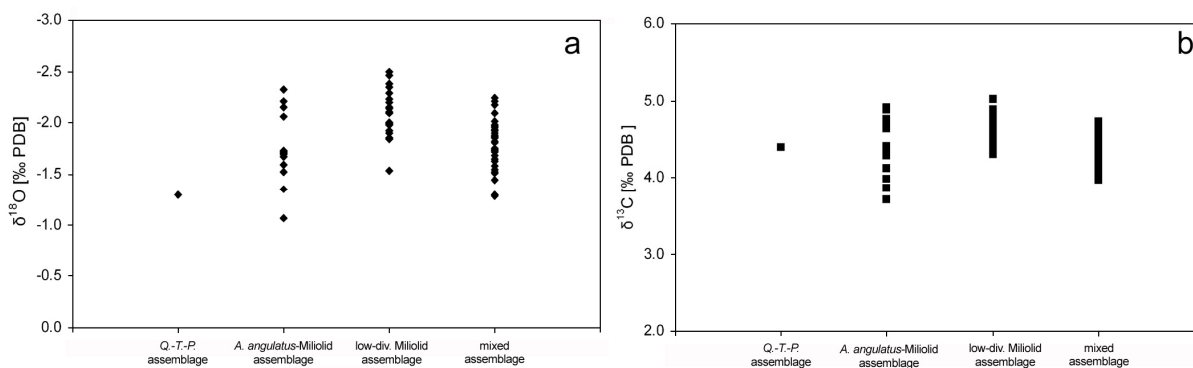 a
δ18O [‰ PDB]
-3.0
-2.5
-2.0
-1.5
-1.0
-0.5
0.0
Q.-T.-P.
assemblage
A. angulatus-Miliolid
assemblage
low-div. Miliolid
assemblage
mixed
assemblage
b
δ13C [‰ PDB ]
6.0
5.0
4.0
3.0
2.0
Q.-T.-P.
assemblage
A. angulatus-Miliolid
assemblage
low-div. Miliolid
assemblage
mixed
assemblage